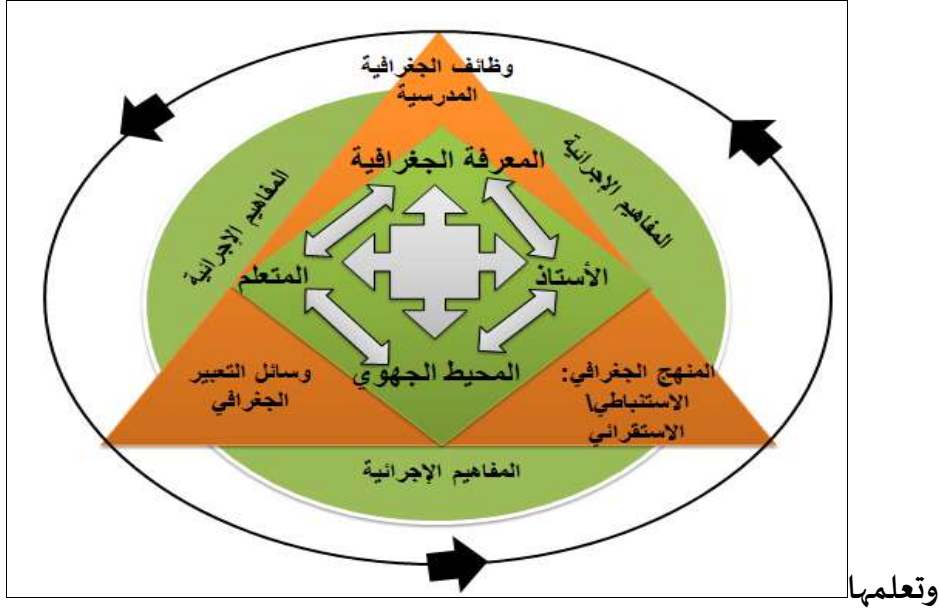 وظائف الجغرافية
المدرسية
المفاهيم الإجرائية
المفاهيم الإجرائية
المعرفة الجغرافية
الأستاذ
المتعلم
المحيط الجهوي
المنهج الجغرافي:
الاستنباطي\
الاستقرائي
وسائل التعبير
الجغرافي
المفاهيم الإجرائية
وتعلمها